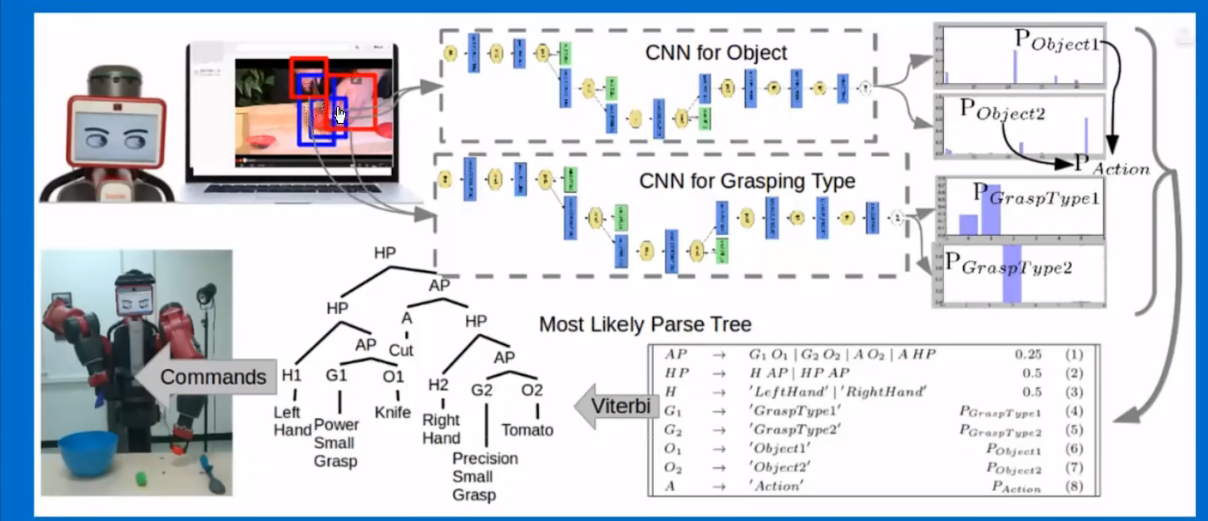 CNN for Object
P_Object1
P_Object2
P_Action
CNN for Grasping Type
P_GraspType1
P_GraspType2
HP
AP
HP
A
HP
AP
Cut
AP
Commands
H1
G1
O1
H2
G2
O2
Left
Hand
Power
Small
Grasp
Knife
Right
Hand
Precision
Small
Grasp
Tomato
Viterbi
Most Likely Parse Tree
AP → G1 O1 | G2 O2 | A O2 | A HP 0.25 (1)
HP → H AP | HP AP 0.5 (2)
H → 'LeftHand' | 'RightHand' 0.5 (3)
G1 → 'GraspType1' P_GraspType1 (4)
G2 → 'GraspType2' P_GraspType2 (5)
O1 → 'Object1' P_Object1 (6)
O2 → 'Object2' P_Object2 (7)
A → 'Action' P_Action (8)